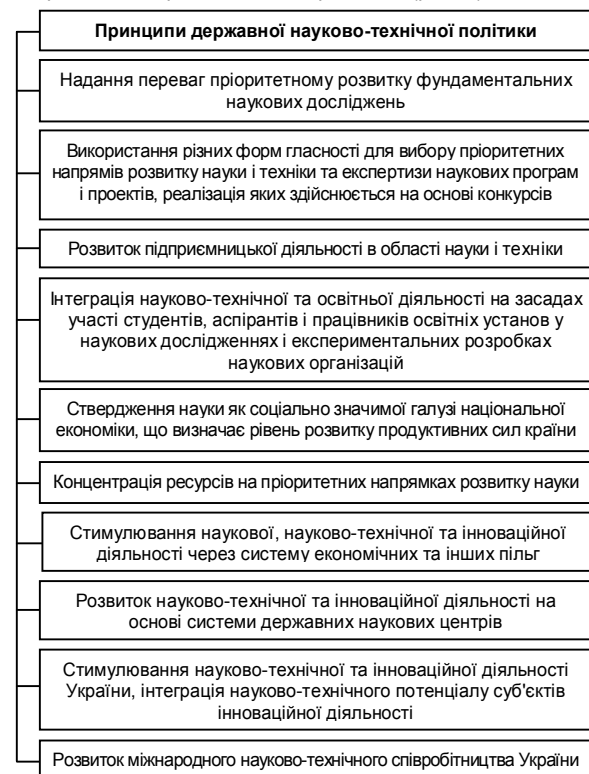 Принципи державної науково-технічної політики
Надання переваг пріоритетному розвитку фундаментальних
наукових досліджень
Використання різних форм гласності для вибору пріоритетних
напрямів розвитку науки і техніки та експертизи наукових програм
і проектів, реалізація яких здійснюється на основі конкурсів
Розвиток підприємницької діяльності в області науки і техніки
Інтеграція науково-технічної та освітньої діяльності на засадах
участі студентів, аспірантів і працівників освітніх установ у
наукових дослідженнях і експериментальних розробках
наукових організацій
Ствердження науки як соціально значимої галузі національної
економіки, що визначає рівень розвитку продуктивних сил країни
Концентрація ресурсів на пріоритетних напрямках розвитку науки
Стимулювання наукової, науково-технічної та інноваційної
діяльності через систему економічних та інших пільг
Розвиток науково-технічної та інноваційної діяльності на
основі системи державних наукових центрів
Стимулювання науково-технічної та інноваційної діяльності
України, інтеграція науково-технічного потенціалу суб'єктів
інноваційної діяльності
Розвиток міжнародного науково-технічного співробітництва України